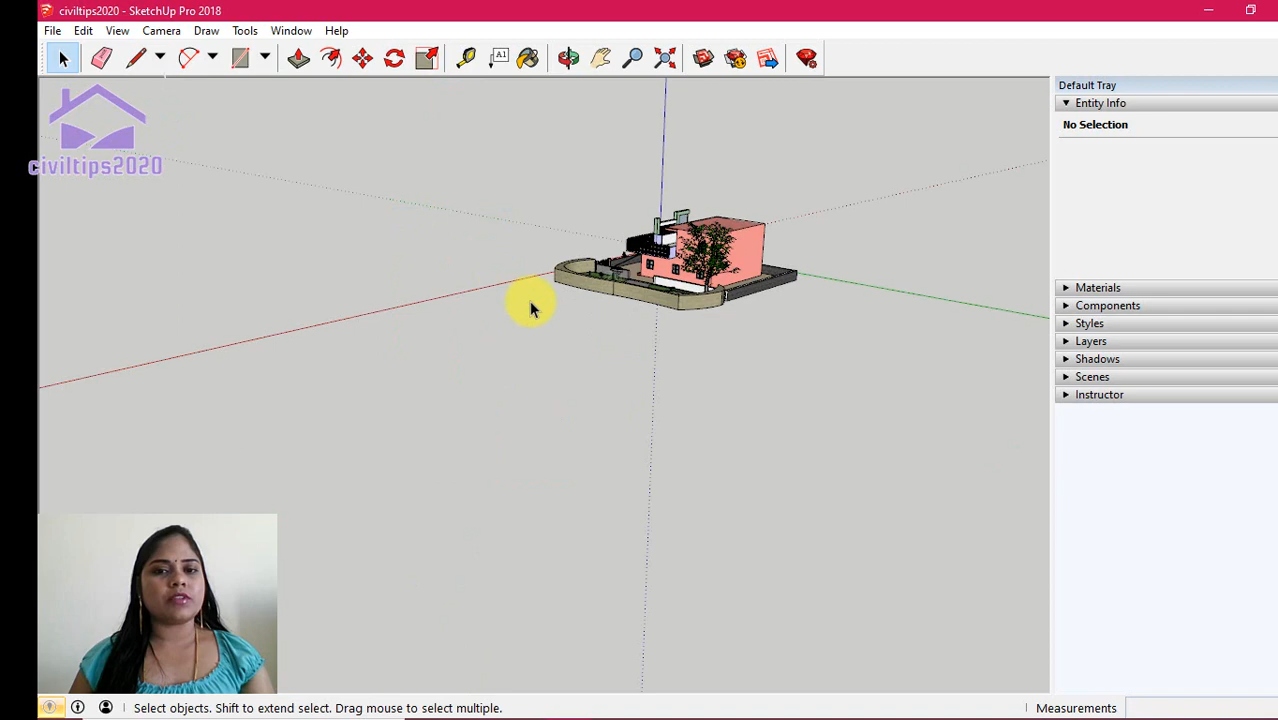 civiltips2020 - SketchUp Pro 2018
File Edit View Camera Draw Tools Window Help
A1
civiltips2020
Default Tray
Entity Info
No Selection
Materials
Components
Styles
Layers
Shadows
Scenes
Instructor
Select objects. Shift to extend select. Drag mouse to select multiple.
Measurements